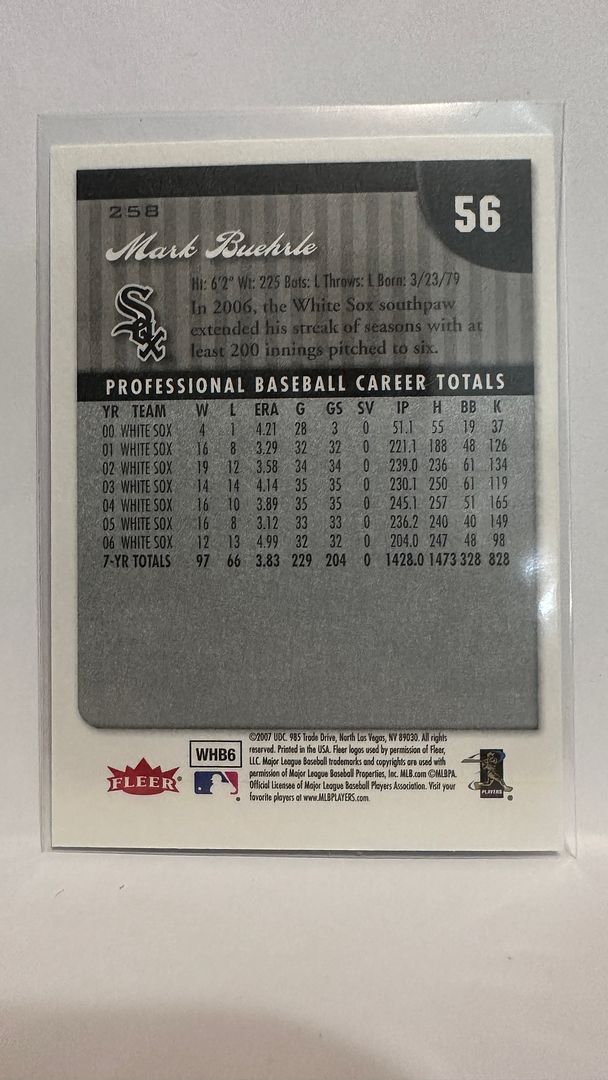 258
56
Mark Buehrle
Ht: 6'2" Wt: 225 Bats: L Throws: L Born: 3/23/79
Sox
In 2006, the White Sox southpaw
extended his streak of seasons with at
least 200 innings pitched to six.
PROFESSIONAL BASEBALL CAREER TOTALS
YR TEAM W L ERA G GS SV IP H BB K
00 WHITE SOX 4 1 4.21 28 3 0 51.1 55 19 37
01 WHITE SOX 16 8 3.29 32 32 0 221.1 188 48 126
02 WHITE SOX 19 12 3.58 34 34 0 239.0 236 61 134
03 WHITE SOX 14 14 4.14 35 35 0 230.1 250 61 119
04 WHITE SOX 16 10 3.89 35 35 0 245.1 257 51 165
05 WHITE SOX 16 8 3.12 33 33 0 236.2 240 40 149
06 WHITE SOX 12 13 4.99 32 32 0 204.0 247 48 98
7-YR TOTALS 97 66 3.83 229 204 0 1428.0 1473 328 828
FLEER
WHB6
©2007 UDC. 985 Trade Drive, North Las Vegas, NV 89030. All rights
reserved. Printed in the USA. Fleer logos used by permission of Fleer,
LLC. Major League Baseball trademarks and copyrights are used with
permission of Major League Baseball Properties, Inc. MLB.com ©MLBPA.
Official Licensee of Major League Baseball Players Association. Visit your
favorite players at www.MLBPLAYERS.com.
PLAYERS